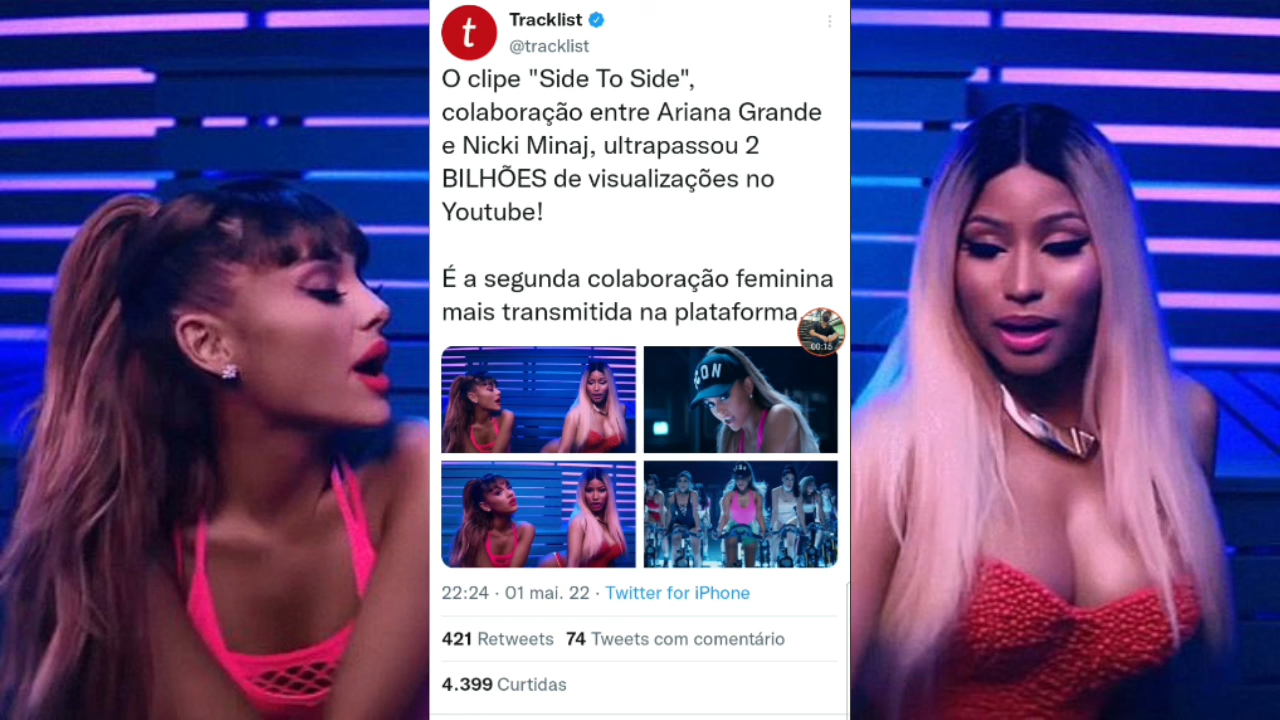 t
Tracklist
@tracklist
O clipe "Side To Side",
colaboração entre Ariana Grande
e Nicki Minaj, ultrapassou 2
BILHÕES de visualizações no
Youtube!
É a segunda colaboração feminina
mais transmitida na plataforma
00:16
22:24 · 01 mai. 22 · Twitter for iPhone
421 Retweets 74 Tweets com comentário
4.399 Curtidas